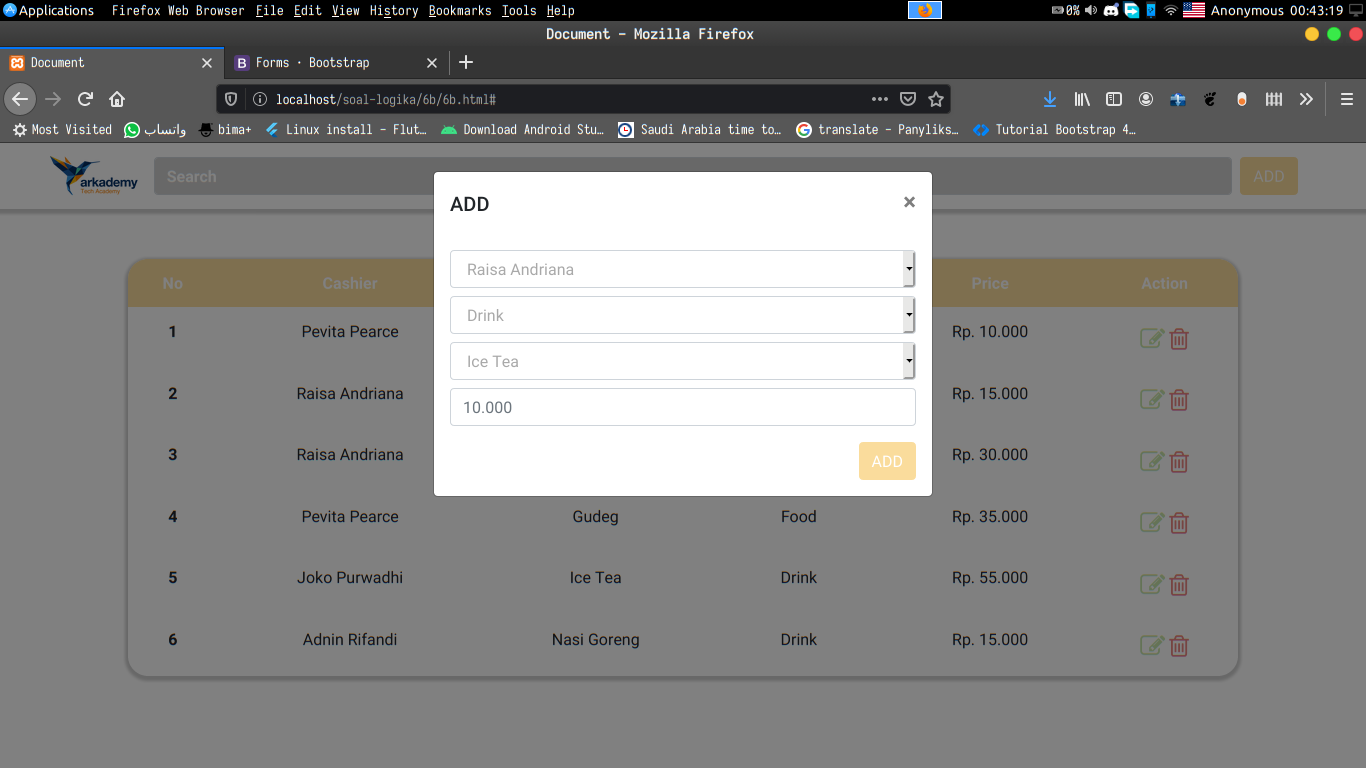 Applications Firefox Web Browser File Edit View History Bookmarks Tools Help 0% Anonymous 00:43:19
Document - Mozilla Firefox
Document Forms · Bootstrap
localhost/soal-logika/6b/6b.html#
Most Visited واتساب bima+ Linux install - Flut… Download Android Stu… Saudi Arabia time to… translate - Panyliks… Tutorial Bootstrap 4…
arkademy
Tech Academy
Search ADD
ADD ×
Raisa Andriana
Drink
Ice Tea
10.000
ADD
No Cashier Price Action
1 Pevita Pearce Rp. 10.000
2 Raisa Andriana Rp. 15.000
3 Raisa Andriana Rp. 30.000
4 Pevita Pearce Gudeg Food Rp. 35.000
5 Joko Purwadhi Ice Tea Drink Rp. 55.000
6 Adnin Rifandi Nasi Goreng Drink Rp. 15.000